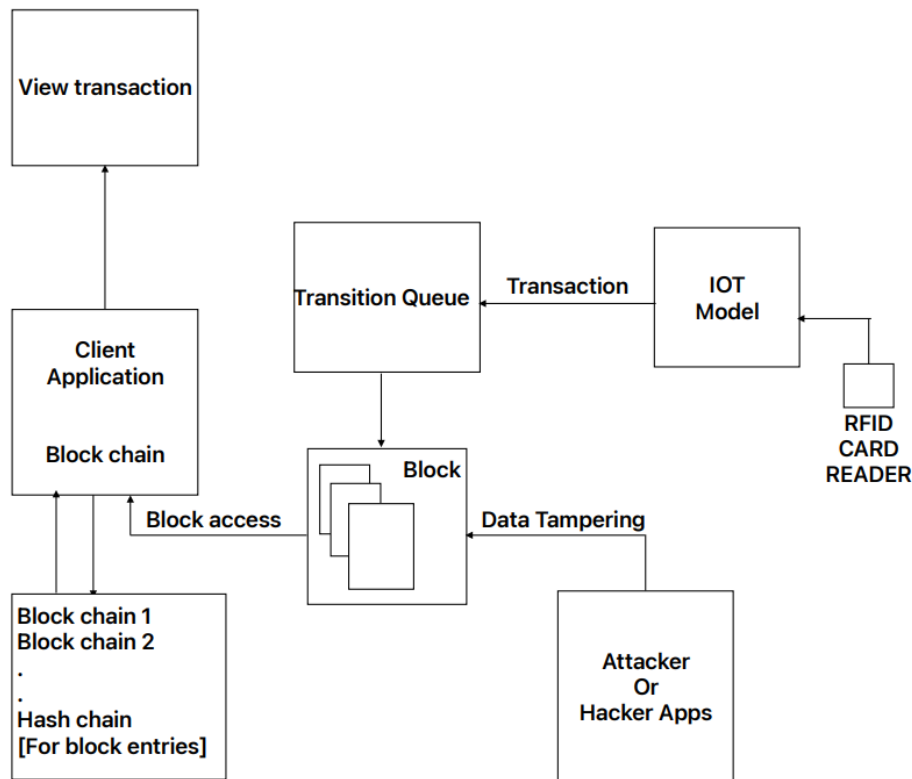 View transaction
Transition Queue
Transaction
IOT
Model
RFID
CARD
READER
Client
Application
Block chain
Block
Block access
Data Tampering
Block chain 1
Block chain 2
.
.
Hash chain
[For block entries]
Attacker
Or
Hacker Apps